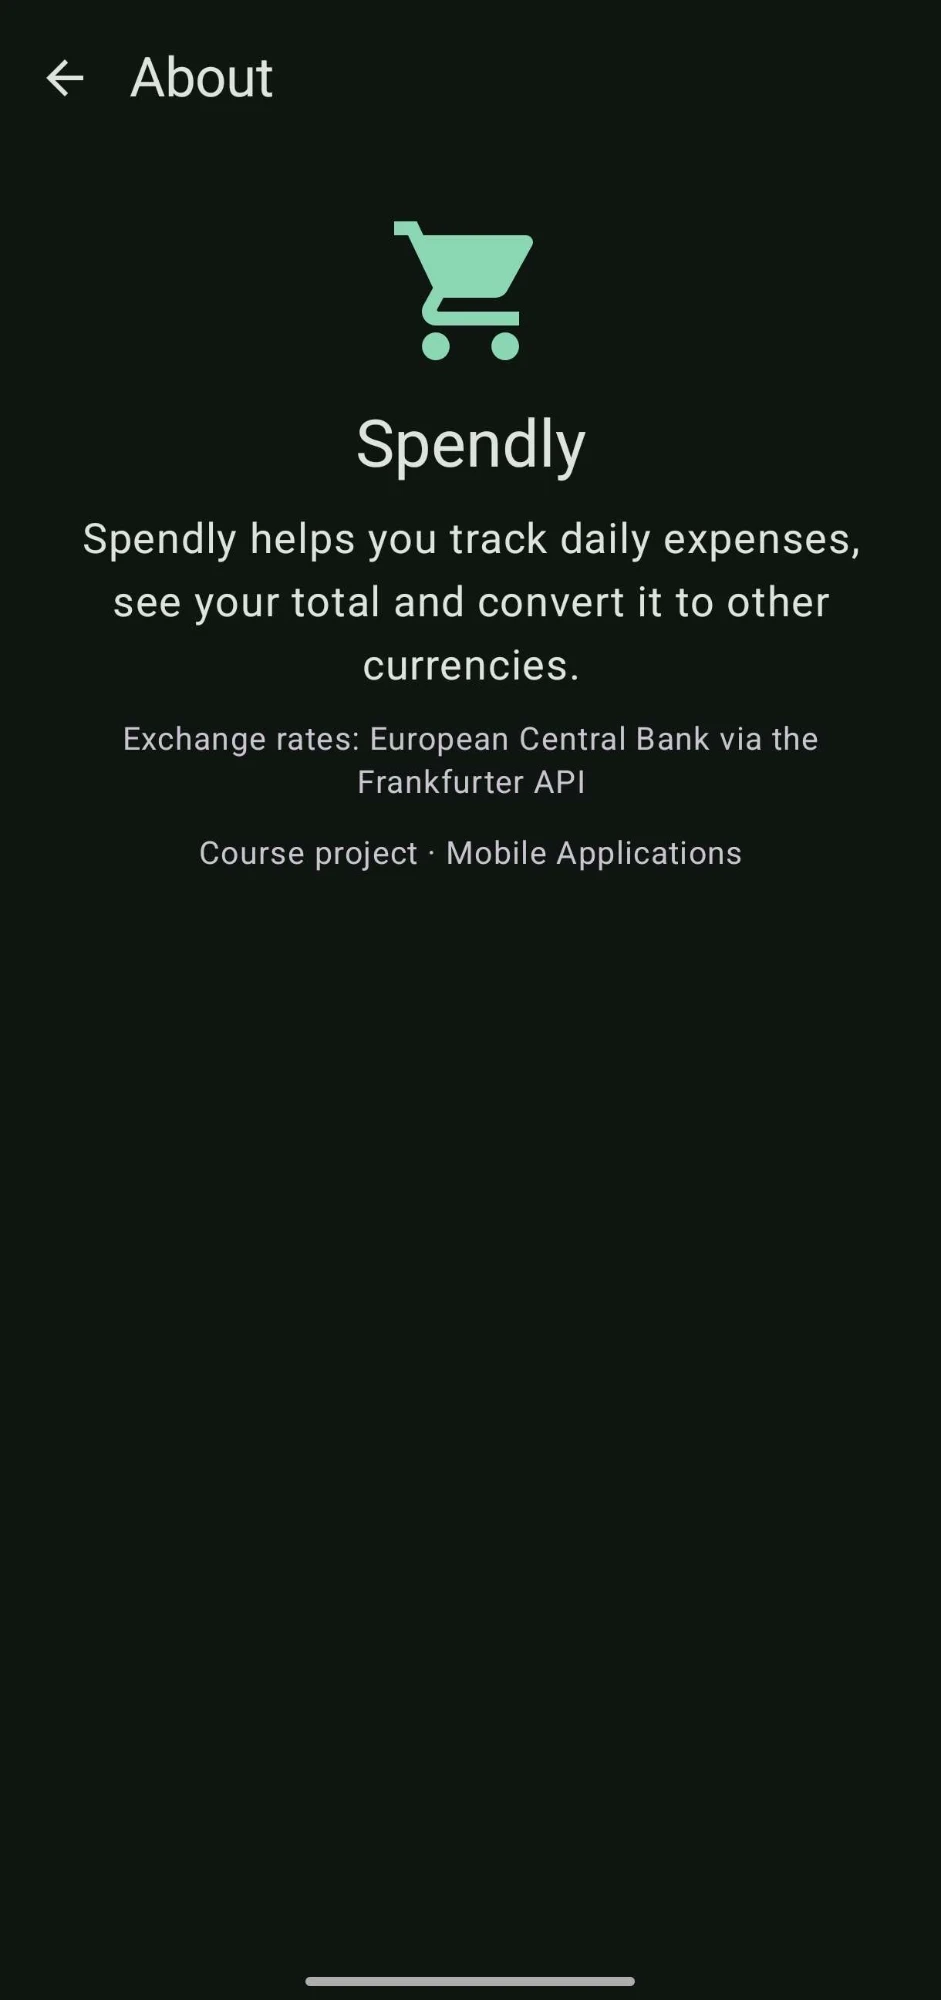 About
Spendly
Spendly helps you track daily expenses,
see your total and convert it to other
currencies.
Exchange rates: European Central Bank via the
Frankfurter API
Course project · Mobile Applications